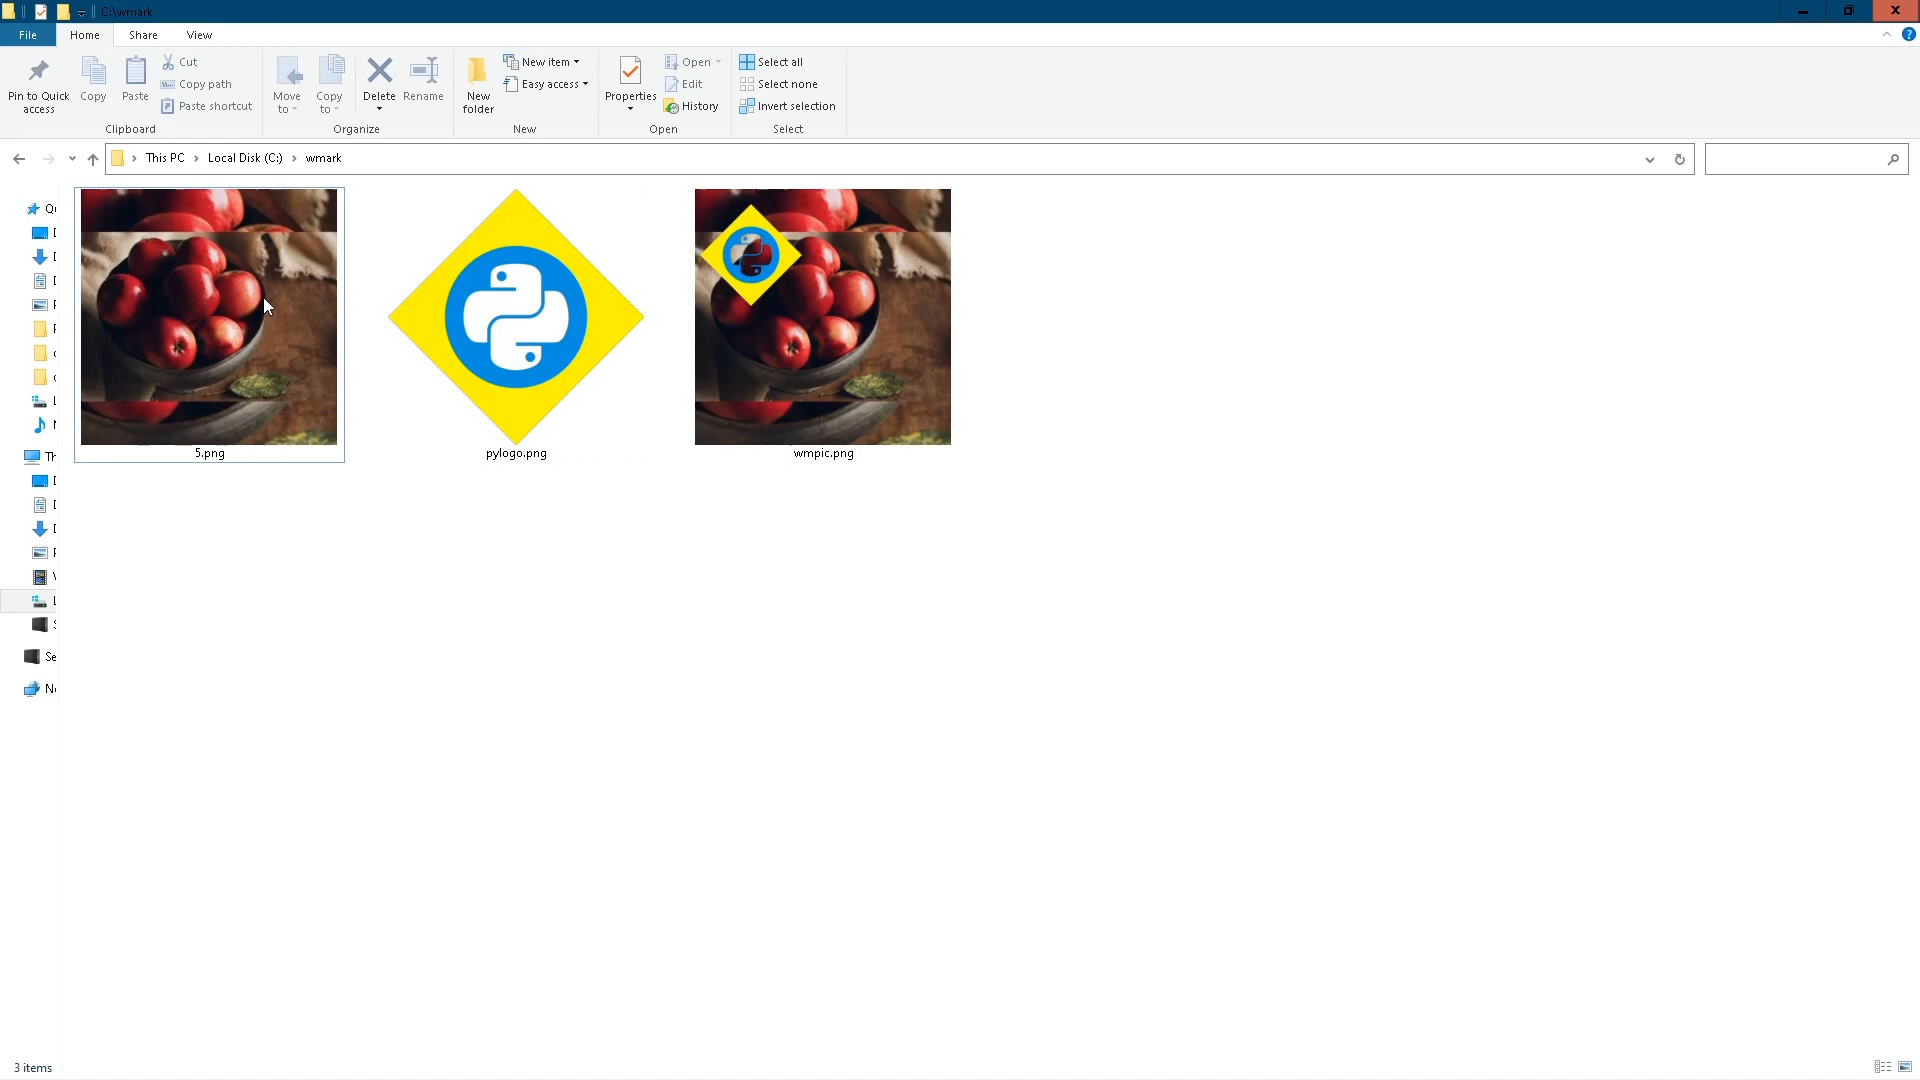 C:\wmark
File Home Share View
Pin to Quick access
Copy
Paste
Cut
Copy path
Paste shortcut
Clipboard
Move to
Copy to
Delete
Rename
Organize
New folder
New item
Easy access
New
Properties
Open
Edit
History
Open
Select all
Select none
Invert selection
Select
This PC > Local Disk (C:) > wmark
5.png
pylogo.png
wmpic.png
3 items